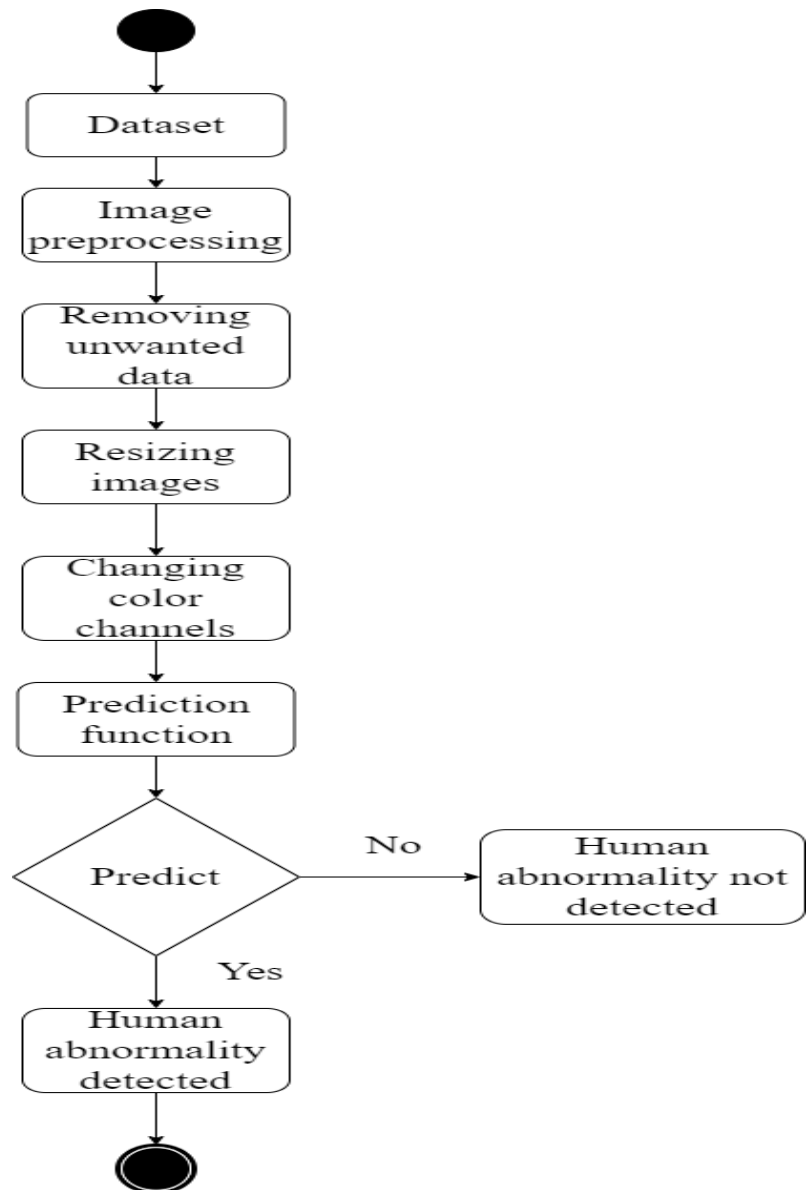 Dataset
Image
preprocessing
Removing
unwanted
data
Resizing
images
Changing
color
channels
Prediction
function
Predict
No
Human
abnormality not
detected
Yes
Human
abnormality
detected